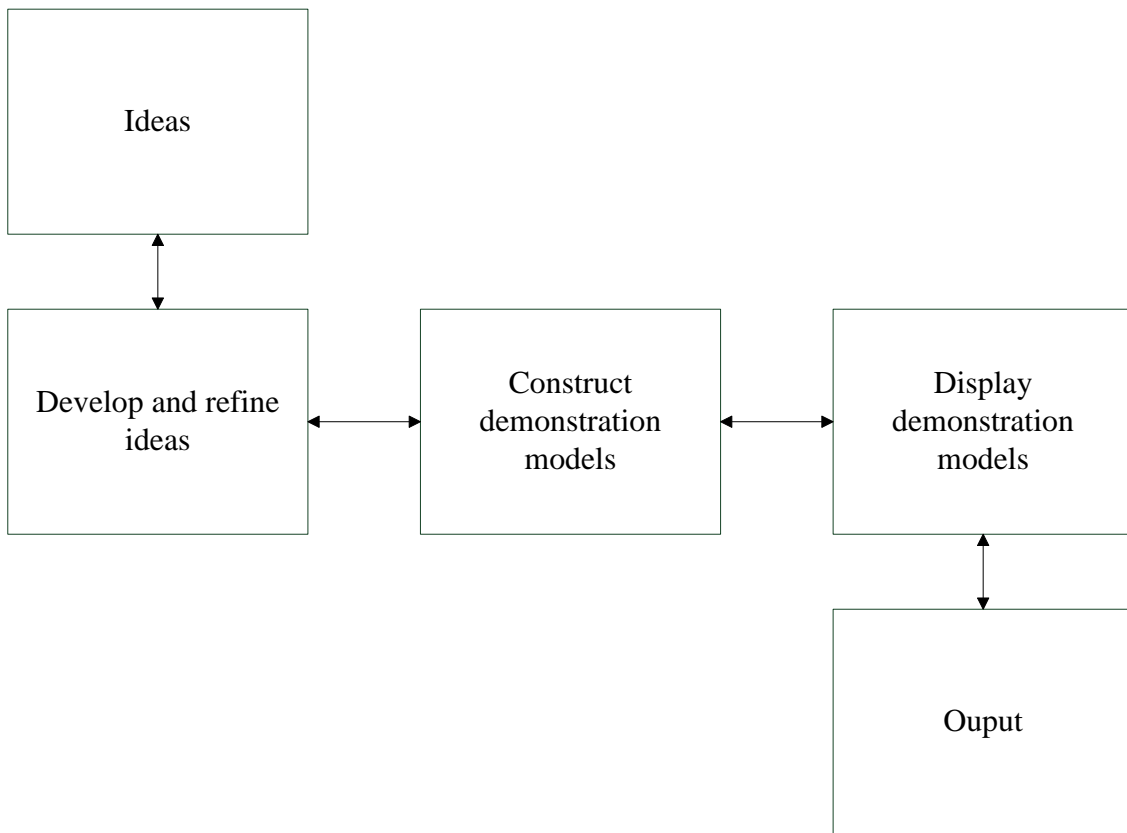 Ideas
Develop and refine
ideas
Construct
demonstration
models
Display
demonstration
models
Ouput